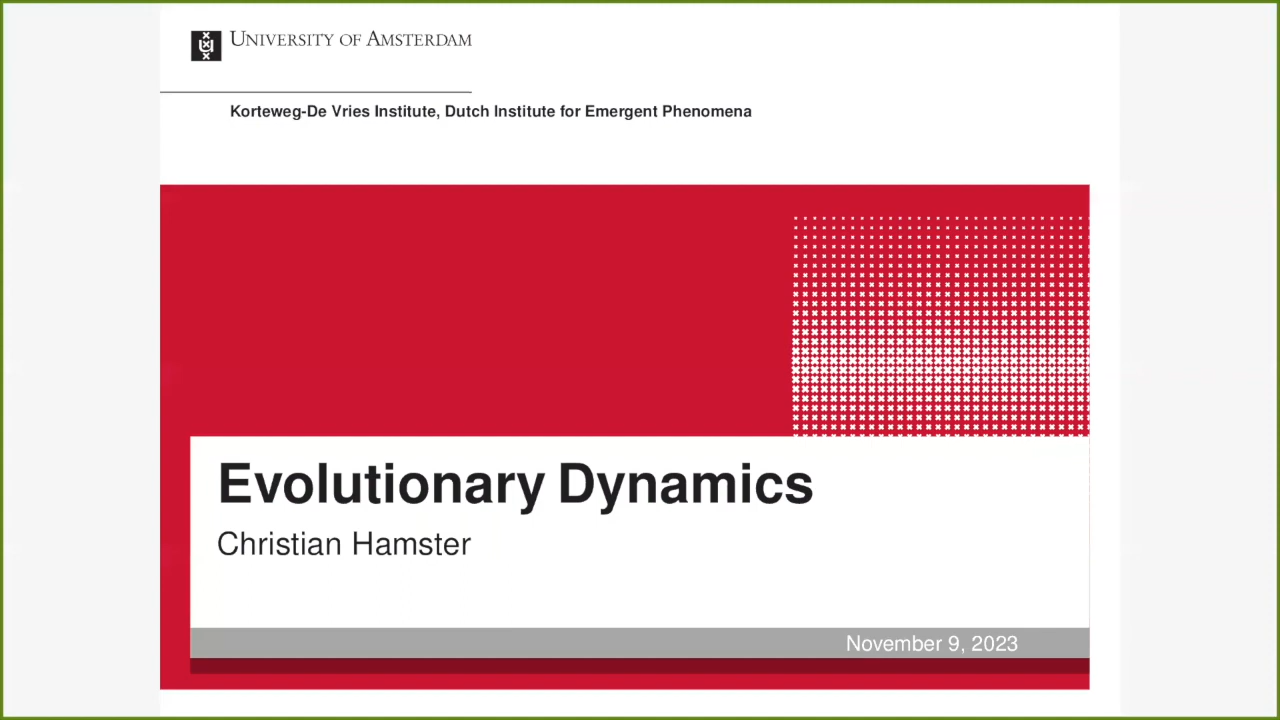 UNIVERSITY OF AMSTERDAM
Korteweg-De Vries Institute, Dutch Institute for Emergent Phenomena
Evolutionary Dynamics
Christian Hamster
November 9, 2023